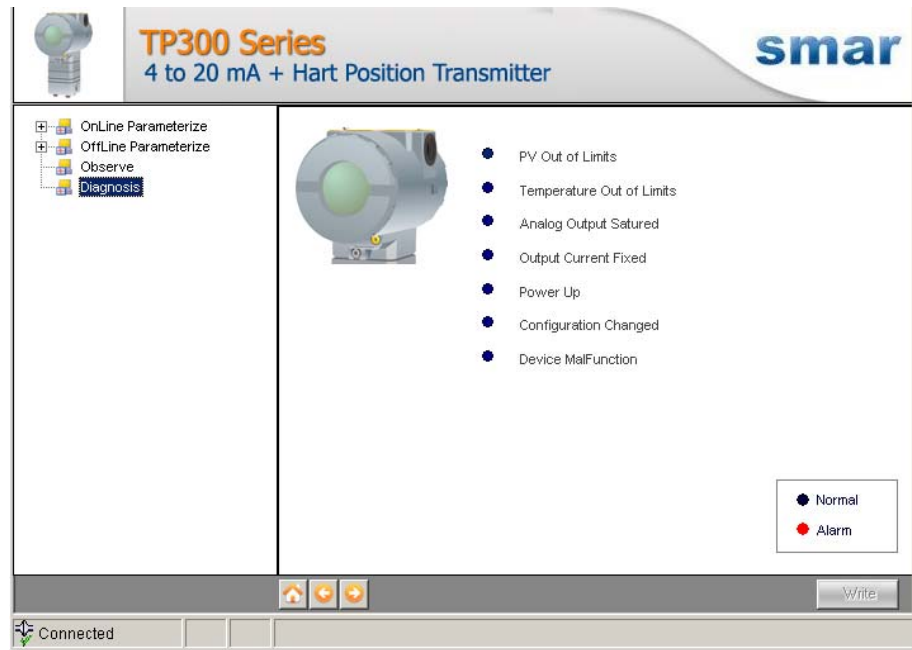 TP300 Series
4 to 20 mA + Hart Position Transmitter
smar
OnLine Parameterize
OffLine Parameterize
Observe
Diagnosis
PV Out of Limits
Temperature Out of Limits
Analog Output Satured
Output Current Fixed
Power Up
Configuration Changed
Device MalFunction
Normal
Alarm
Write
Connected